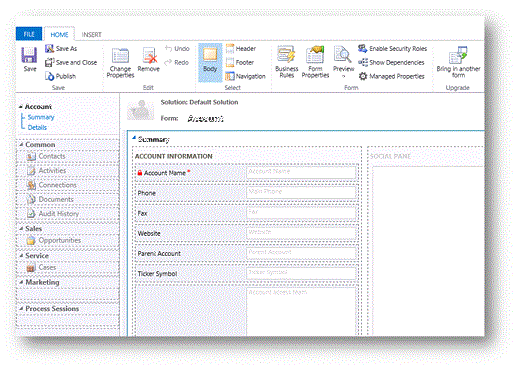 FILE HOME INSERT
Save
Save As
Save and Close
Publish
Save
Change Properties
Remove
Undo
Redo
Edit
Body
Header
Footer
Navigation
Select
Business Rules
Form Properties
Preview
Enable Security Roles
Show Dependencies
Managed Properties
Form
Bring in another form
Upgrade
Account
Summary
Details
Common
Contacts
Activities
Connections
Documents
Audit History
Sales
Opportunities
Service
Cases
Marketing
Process Sessions
Solution: Default Solution
Form: Account
Summary
ACCOUNT INFORMATION
Account Name * Account Name
Phone Main Phone
Fax Fax
Website Website
Parent Account Parent Account
Ticker Symbol Ticker Symbol
Account access team
SOCIAL PANE